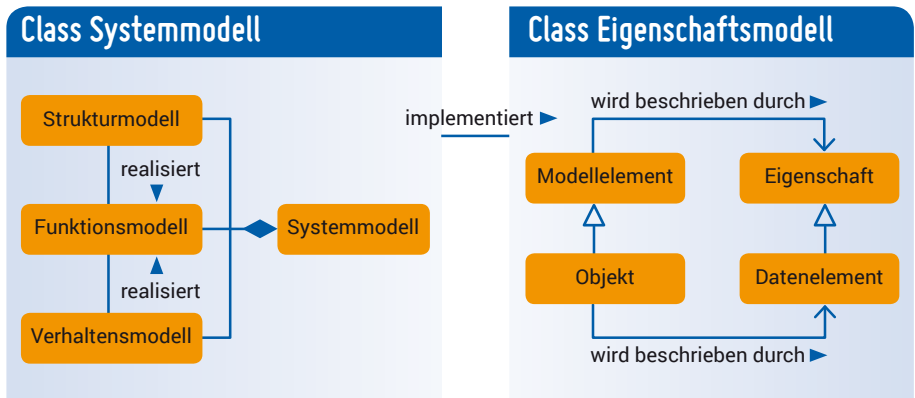 Class Systemmodell
Strukturmodell
realisiert
Funktionsmodell
Systemmodell
realisiert
Verhaltensmodell
implementiert
Class Eigenschaftsmodell
wird beschrieben durch
Modellelement
Eigenschaft
Objekt
Datenelement
wird beschrieben durch